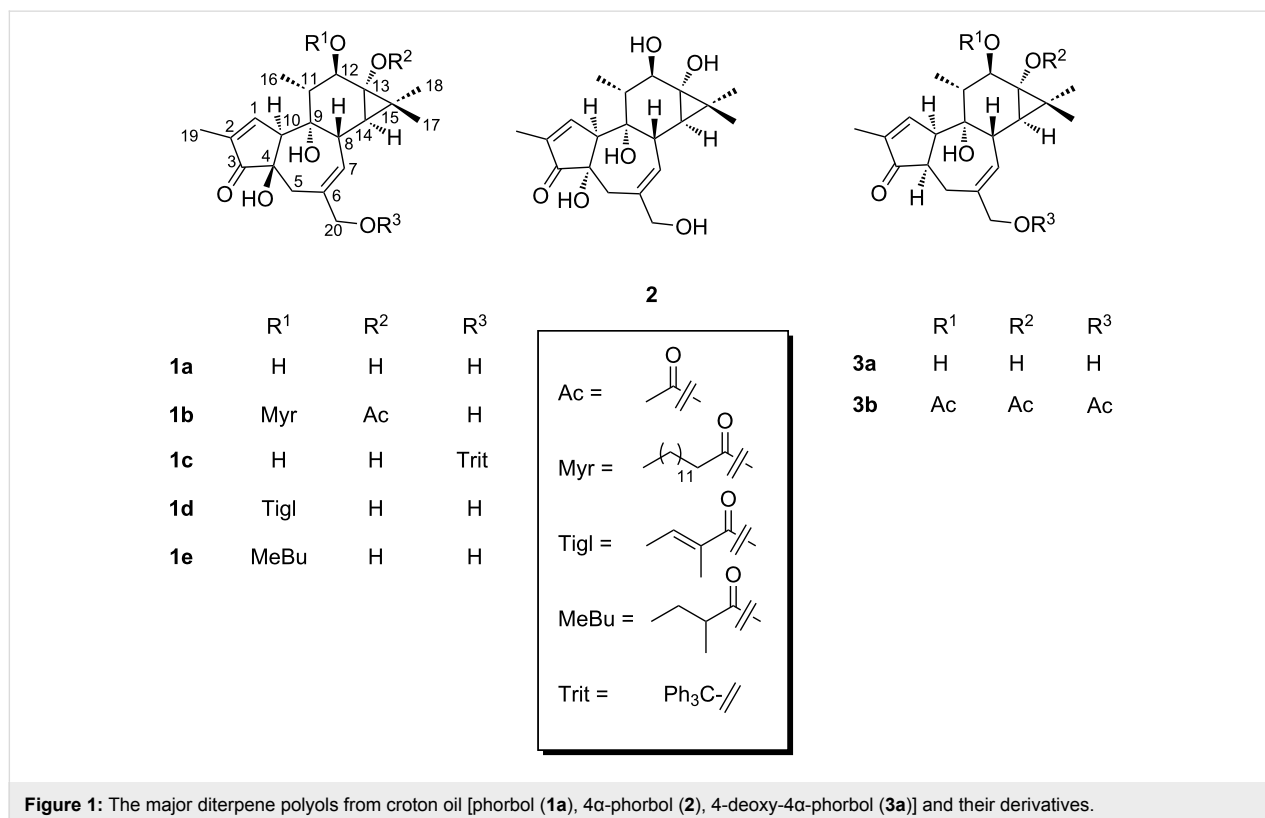 R¹O
OR²
16
11
12
13
18
H
H
1
10
9
15
17
19
2
14
H
8
HO
3
4
7
O
HO
5
6
20
OR³
HO
OH
H
H
H
HO
O
HO
OH
R¹O
OR²
H
H
H
HO
O
H
OR³
2
R¹ R² R³
1a H H H
1b Myr Ac H
1c H H Trit
1d Tigl H H
1e MeBu H H
Ac = O
Myr = O
11
Tigl = O
MeBu = O
Trit = Ph₃C-
R¹ R² R³
3a H H H
3b Ac Ac Ac
Figure 1: The major diterpene polyols from croton oil [phorbol (1a), 4α-phorbol (2), 4-deoxy-4α-phorbol (3a)] and their derivatives.